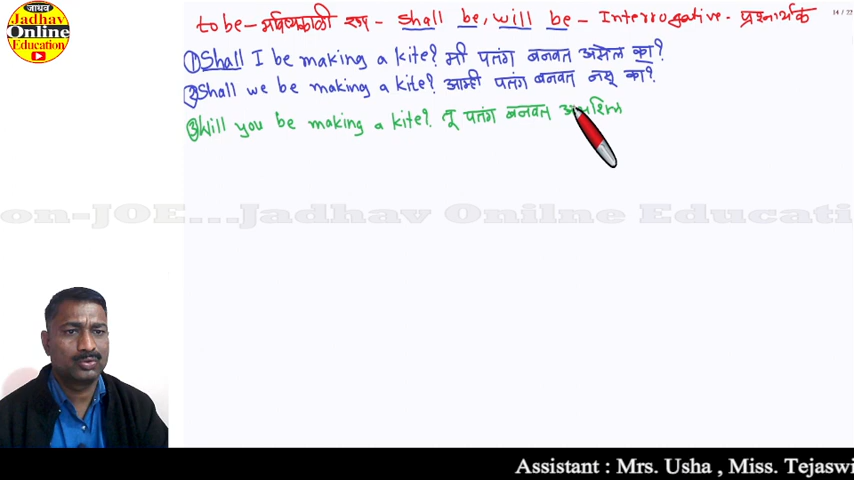 जाधव
Jadhav
Online
Education
to be - भविष्यकाळी रूप - shall be, will be - Interrogative. प्रश्नार्थक
14 / 22
① Shall I be making a kite? मी पतंग बनवत असेल का?
② Shall we be making a kite? आम्ही पतंग बनवत असू का?
③ Will you be making a kite? तू पतंग बनवत
on-JOE...Jadhav Onilne Educati
Assistant : Mrs. Usha , Miss. Tejasw